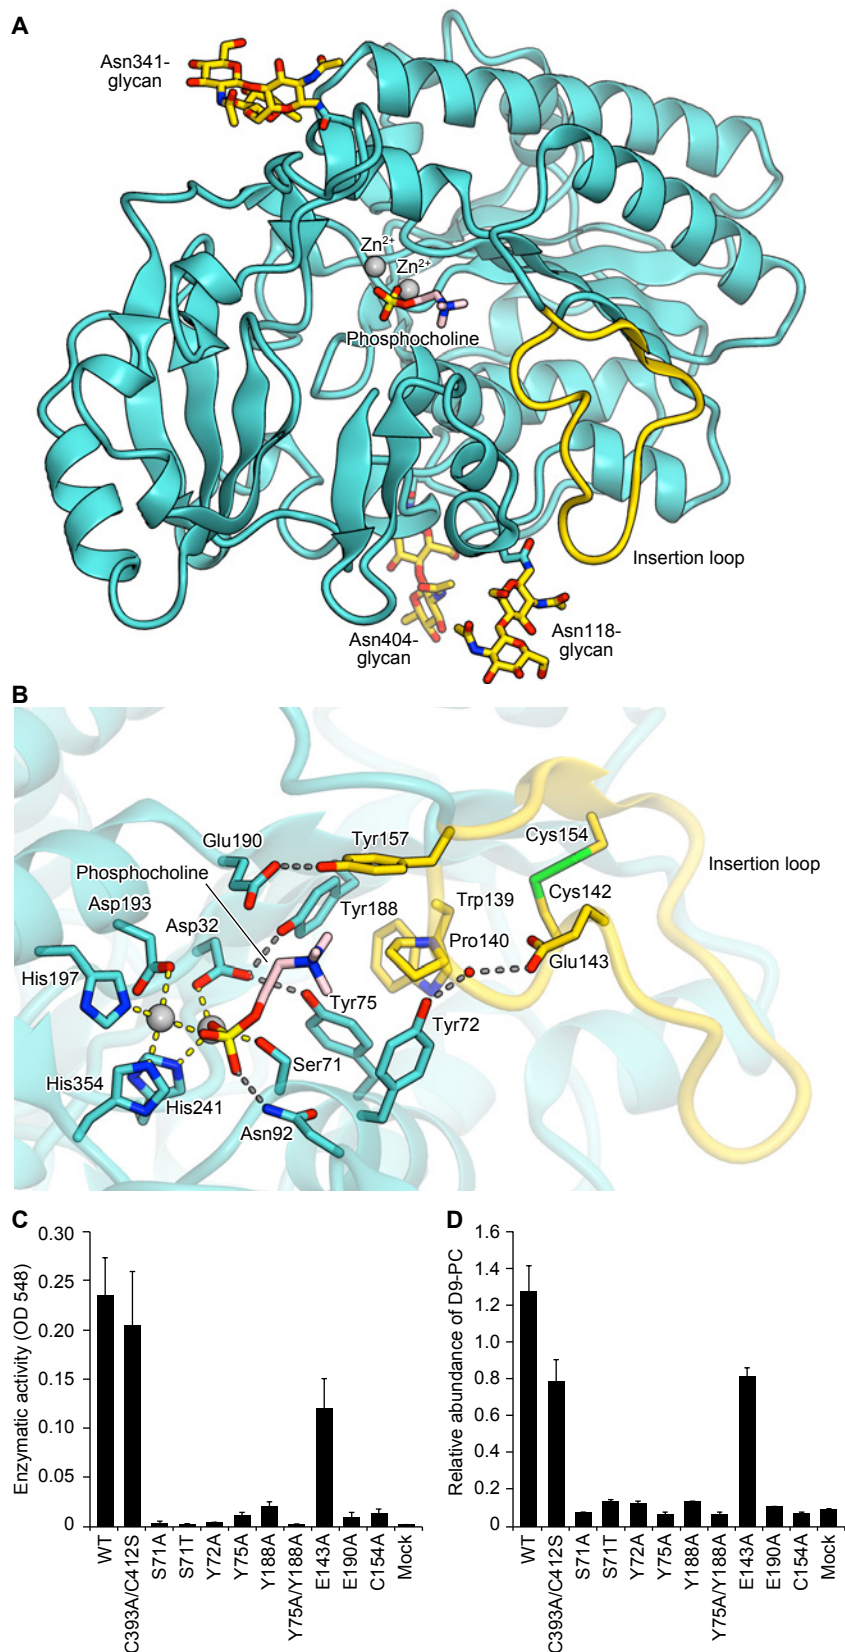 A
Asn341-
glycan
Zn2+
Zn2+
Phosphocholine
Insertion loop
Asn404-
glycan
Asn118-
glycan
B
Glu190
Tyr157
Cys154
Phosphocholine
Insertion loop
Asp193
Asp32
Tyr188
Trp139
Cys142
Pro140
His197
Glu143
Tyr75
Tyr72
Ser71
His354
His241
Asn92
C
Enzymatic activity (OD 548)
0.30
0.25
0.20
0.15
0.10
0.05
0
WT
C393A/C412S
S71A
S71T
Y72A
Y75A
Y188A
Y75A/Y188A
E143A
E190A
C154A
Mock
D
Relative abundance of D9-PC
1.6
1.4
1.2
1.0
0.8
0.6
0.4
0.2
0
WT
C393A/C412S
S71A
S71T
Y72A
Y75A
Y188A
Y75A/Y188A
E143A
E190A
C154A
Mock